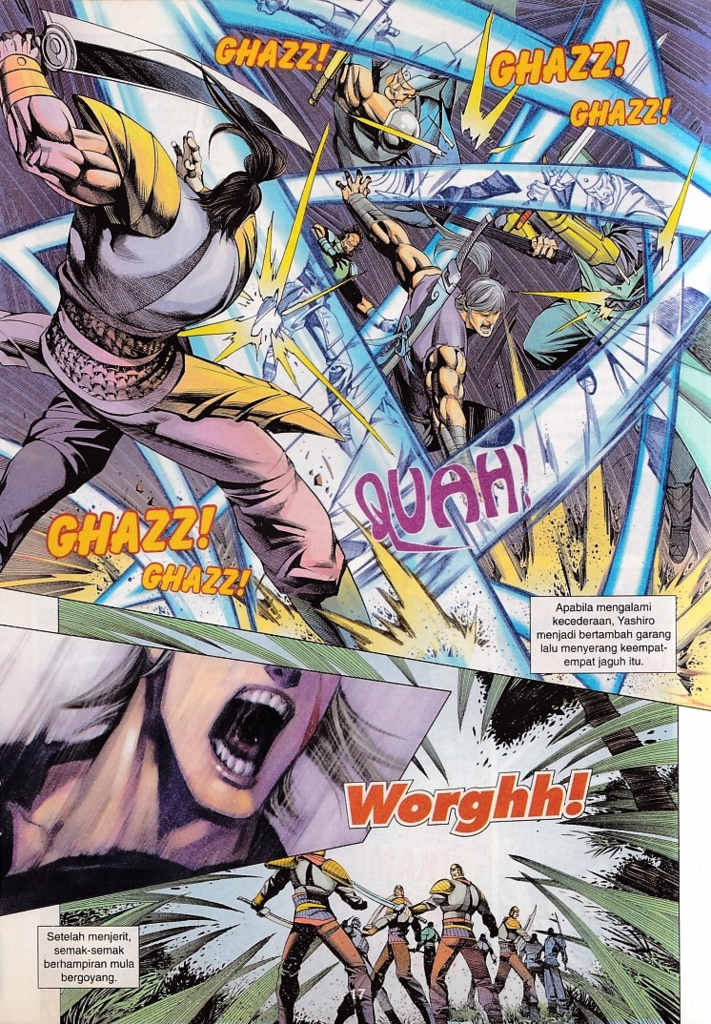 GHAZZ!
GHAZZ!
GHAZZ!
QUAH!
GHAZZ!
GHAZZ!
Apabila mengalami
kecederaan, Yashiro
menjadi bertambah garang
lalu menyerang keempat-
empat jaguh itu.
Worghh!
Setelah menjerit,
semak-semak
berhampiran mula
bergoyang.
17